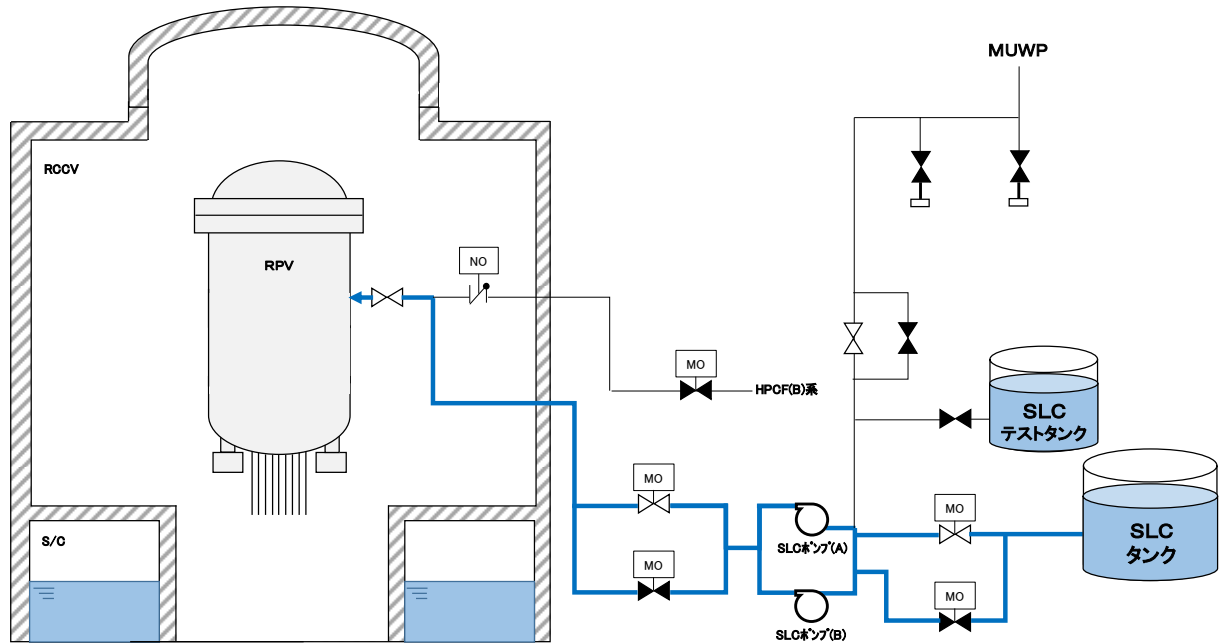 MUWP
RCCV
RPV
NO
MO
HPCF(B)系
SLC
テストタンク
MO
MO
SLC
タンク
SLCﾎﾟﾝﾌﾟ(A)
S/C
MO
MO
SLCﾎﾟﾝﾌﾟ(B)